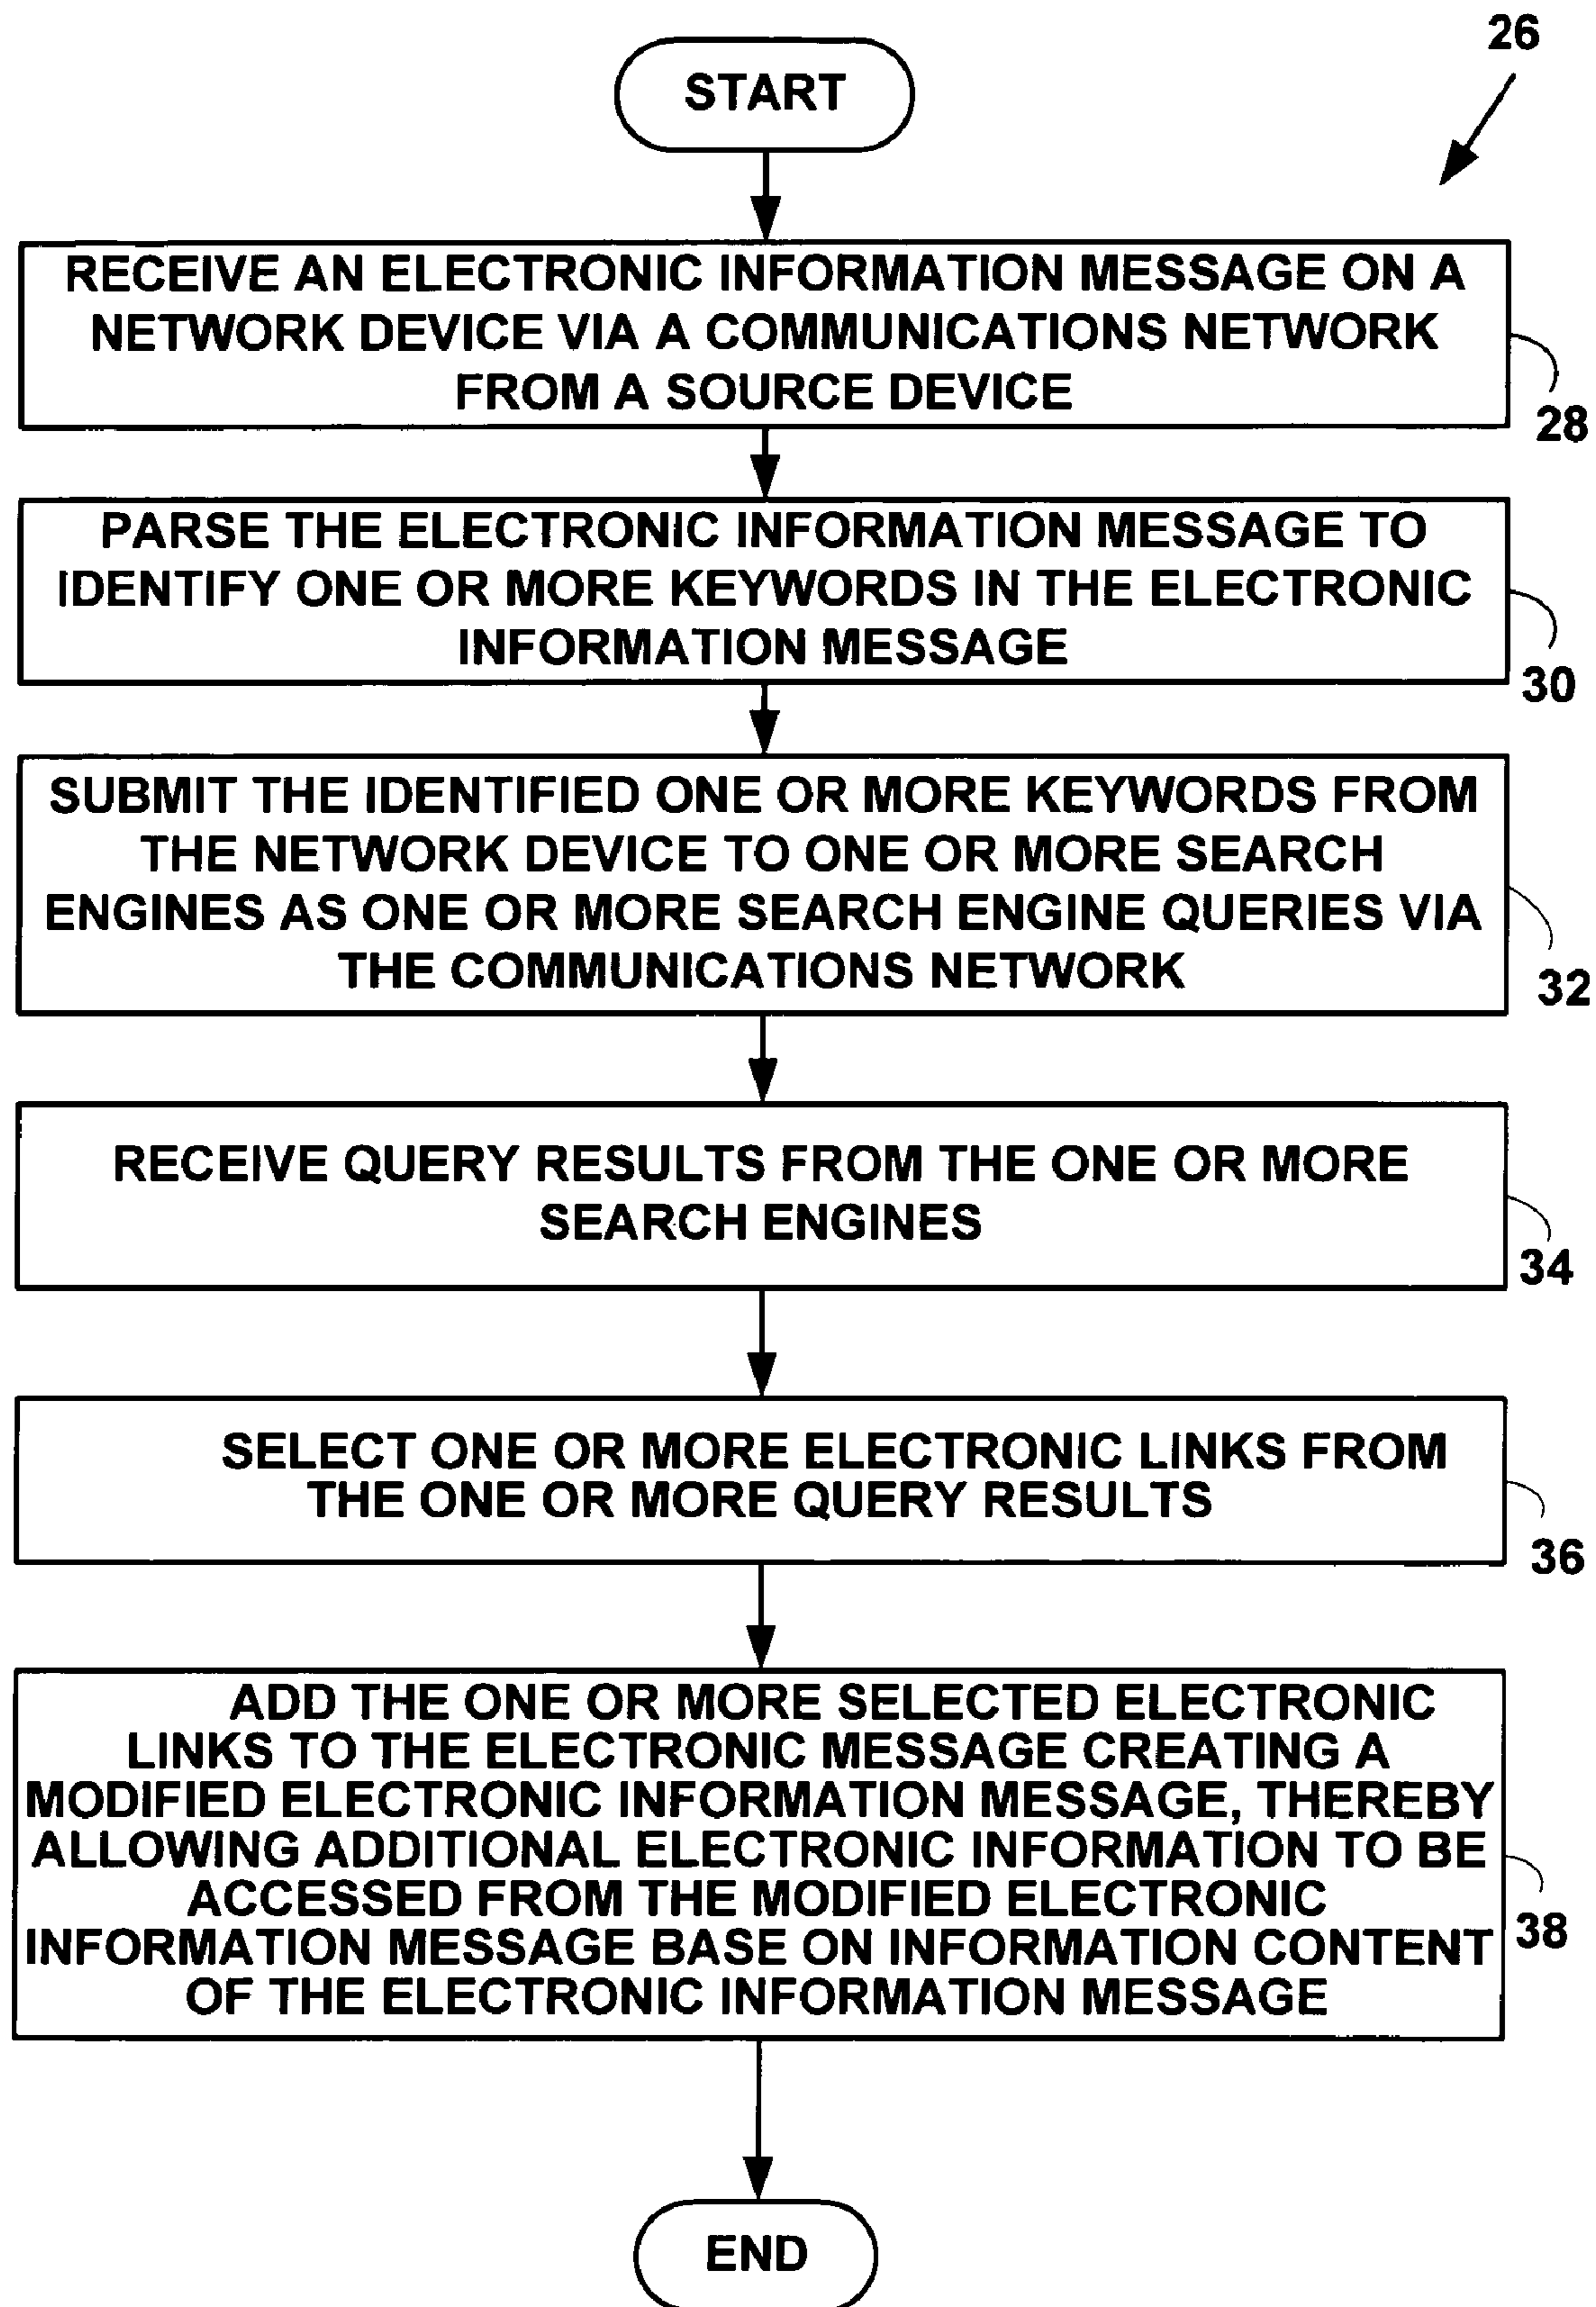 26
START
RECEIVE AN ELECTRONIC INFORMATION MESSAGE ON A
NETWORK DEVICE VIA A COMMUNICATIONS NETWORK
FROM A SOURCE DEVICE
28
PARSE THE ELECTRONIC INFORMATION MESSAGE TO
IDENTIFY ONE OR MORE KEYWORDS IN THE ELECTRONIC
INFORMATION MESSAGE
30
SUBMIT THE IDENTIFIED ONE OR MORE KEYWORDS FROM
THE NETWORK DEVICE TO ONE OR MORE SEARCH
ENGINES AS ONE OR MORE SEARCH ENGINE QUERIES VIA
THE COMMUNICATIONS NETWORK
32
RECEIVE QUERY RESULTS FROM THE ONE OR MORE
SEARCH ENGINES
34
SELECT ONE OR MORE ELECTRONIC LINKS FROM
THE ONE OR MORE QUERY RESULTS
36
ADD THE ONE OR MORE SELECTED ELECTRONIC
LINKS TO THE ELECTRONIC MESSAGE CREATING A
MODIFIED ELECTRONIC INFORMATION MESSAGE, THEREBY
ALLOWING ADDITIONAL ELECTRONIC INFORMATION TO BE
ACCESSED FROM THE MODIFIED ELECTRONIC
INFORMATION MESSAGE BASE ON INFORMATION CONTENT
OF THE ELECTRONIC INFORMATION MESSAGE
38
END